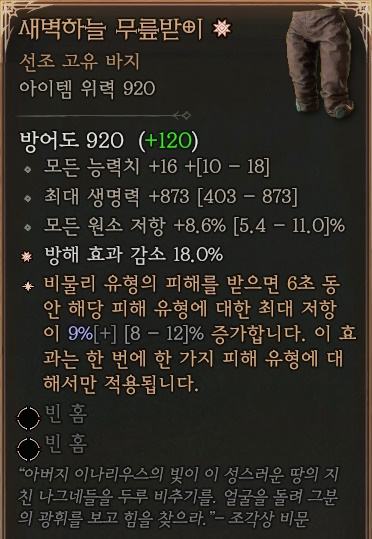 새벽하늘 무릎받이
선조 고유 바지
아이템 위력 920
방어도 920 (+120)
모든 능력치 +16 +[10 - 18]
최대 생명력 +873 [403 - 873]
모든 원소 저항 +8.6% [5.4 - 11.0]%
방해 효과 감소 18.0%
비물리 유형의 피해를 받으면 6초 동
안 해당 피해 유형에 대한 최대 저항
이 9%[+] [8 - 12]% 증가합니다. 이 효
과는 한 번에 한 가지 피해 유형에 대
해서만 적용됩니다.
빈 홈
빈 홈
“아버지 이나리우스의 빛이 이 성스러운 땅의 지
친 나그네들을 두루 비추기를. 얼굴을 돌려 그분
의 광휘를 보고 힘을 찾으라.”- 조각상 비문